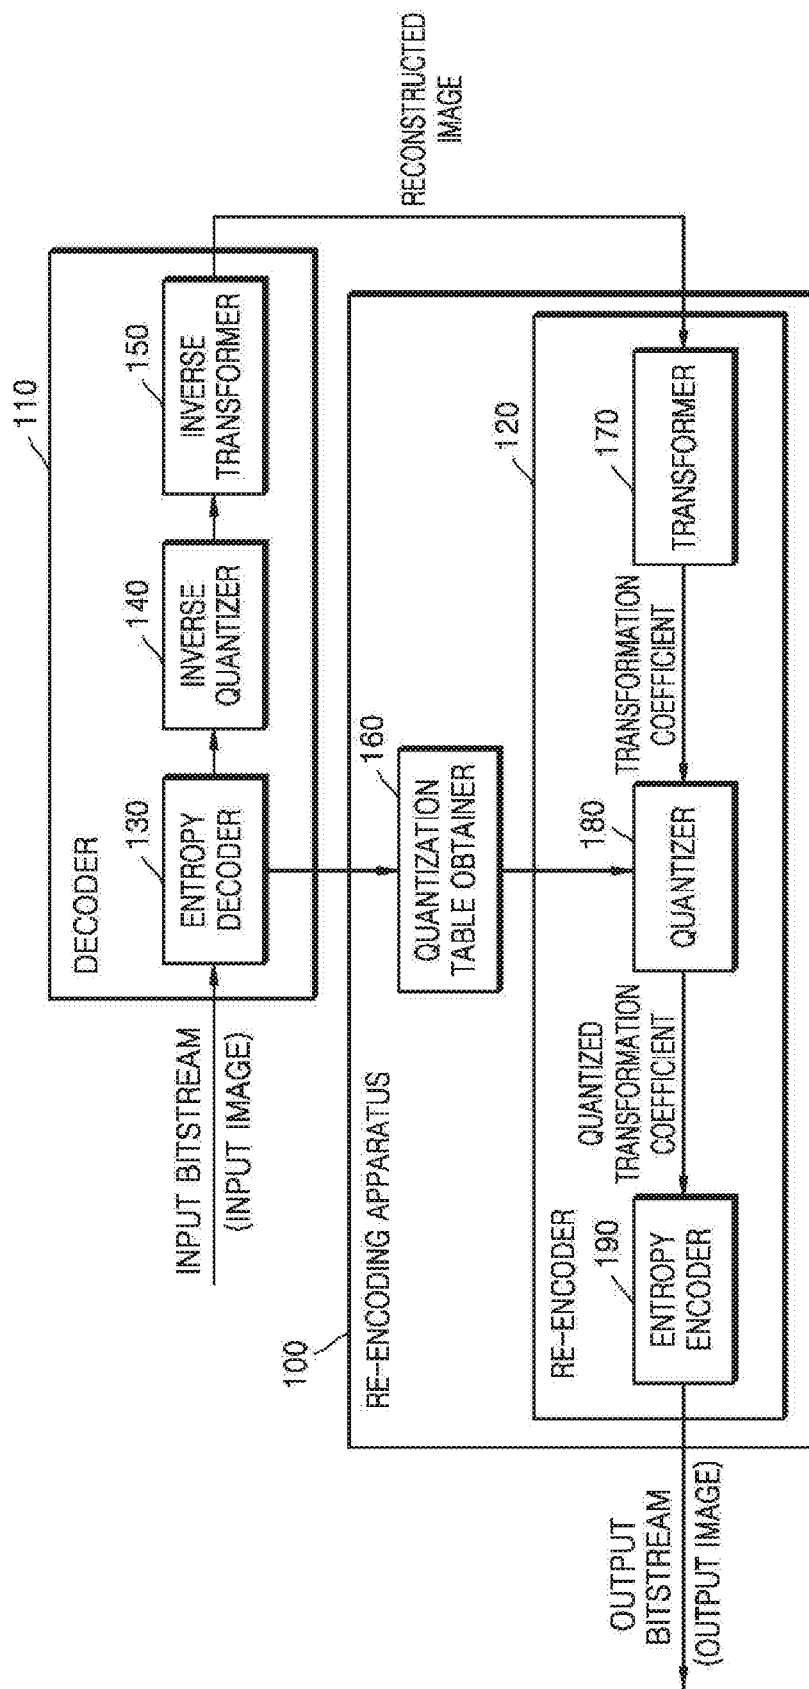 110
DECODER
INPUT BITSTREAM
(INPUT IMAGE)
130
ENTROPY
DECODER
140
INVERSE
QUANTIZER
150
INVERSE
TRANSFORMER
RECONSTRUCTED
IMAGE
100
RE-ENCODING APPARATUS
160
QUANTIZATION
TABLE OBTAINER
120
RE-ENCODER
190
ENTROPY
ENCODER
QUANTIZED
TRANSFORMATION
COEFFICIENT
180
QUANTIZER
TRANSFORMATION
COEFFICIENT
170
TRANSFORMER
OUTPUT
BITSTREAM
(OUTPUT IMAGE)